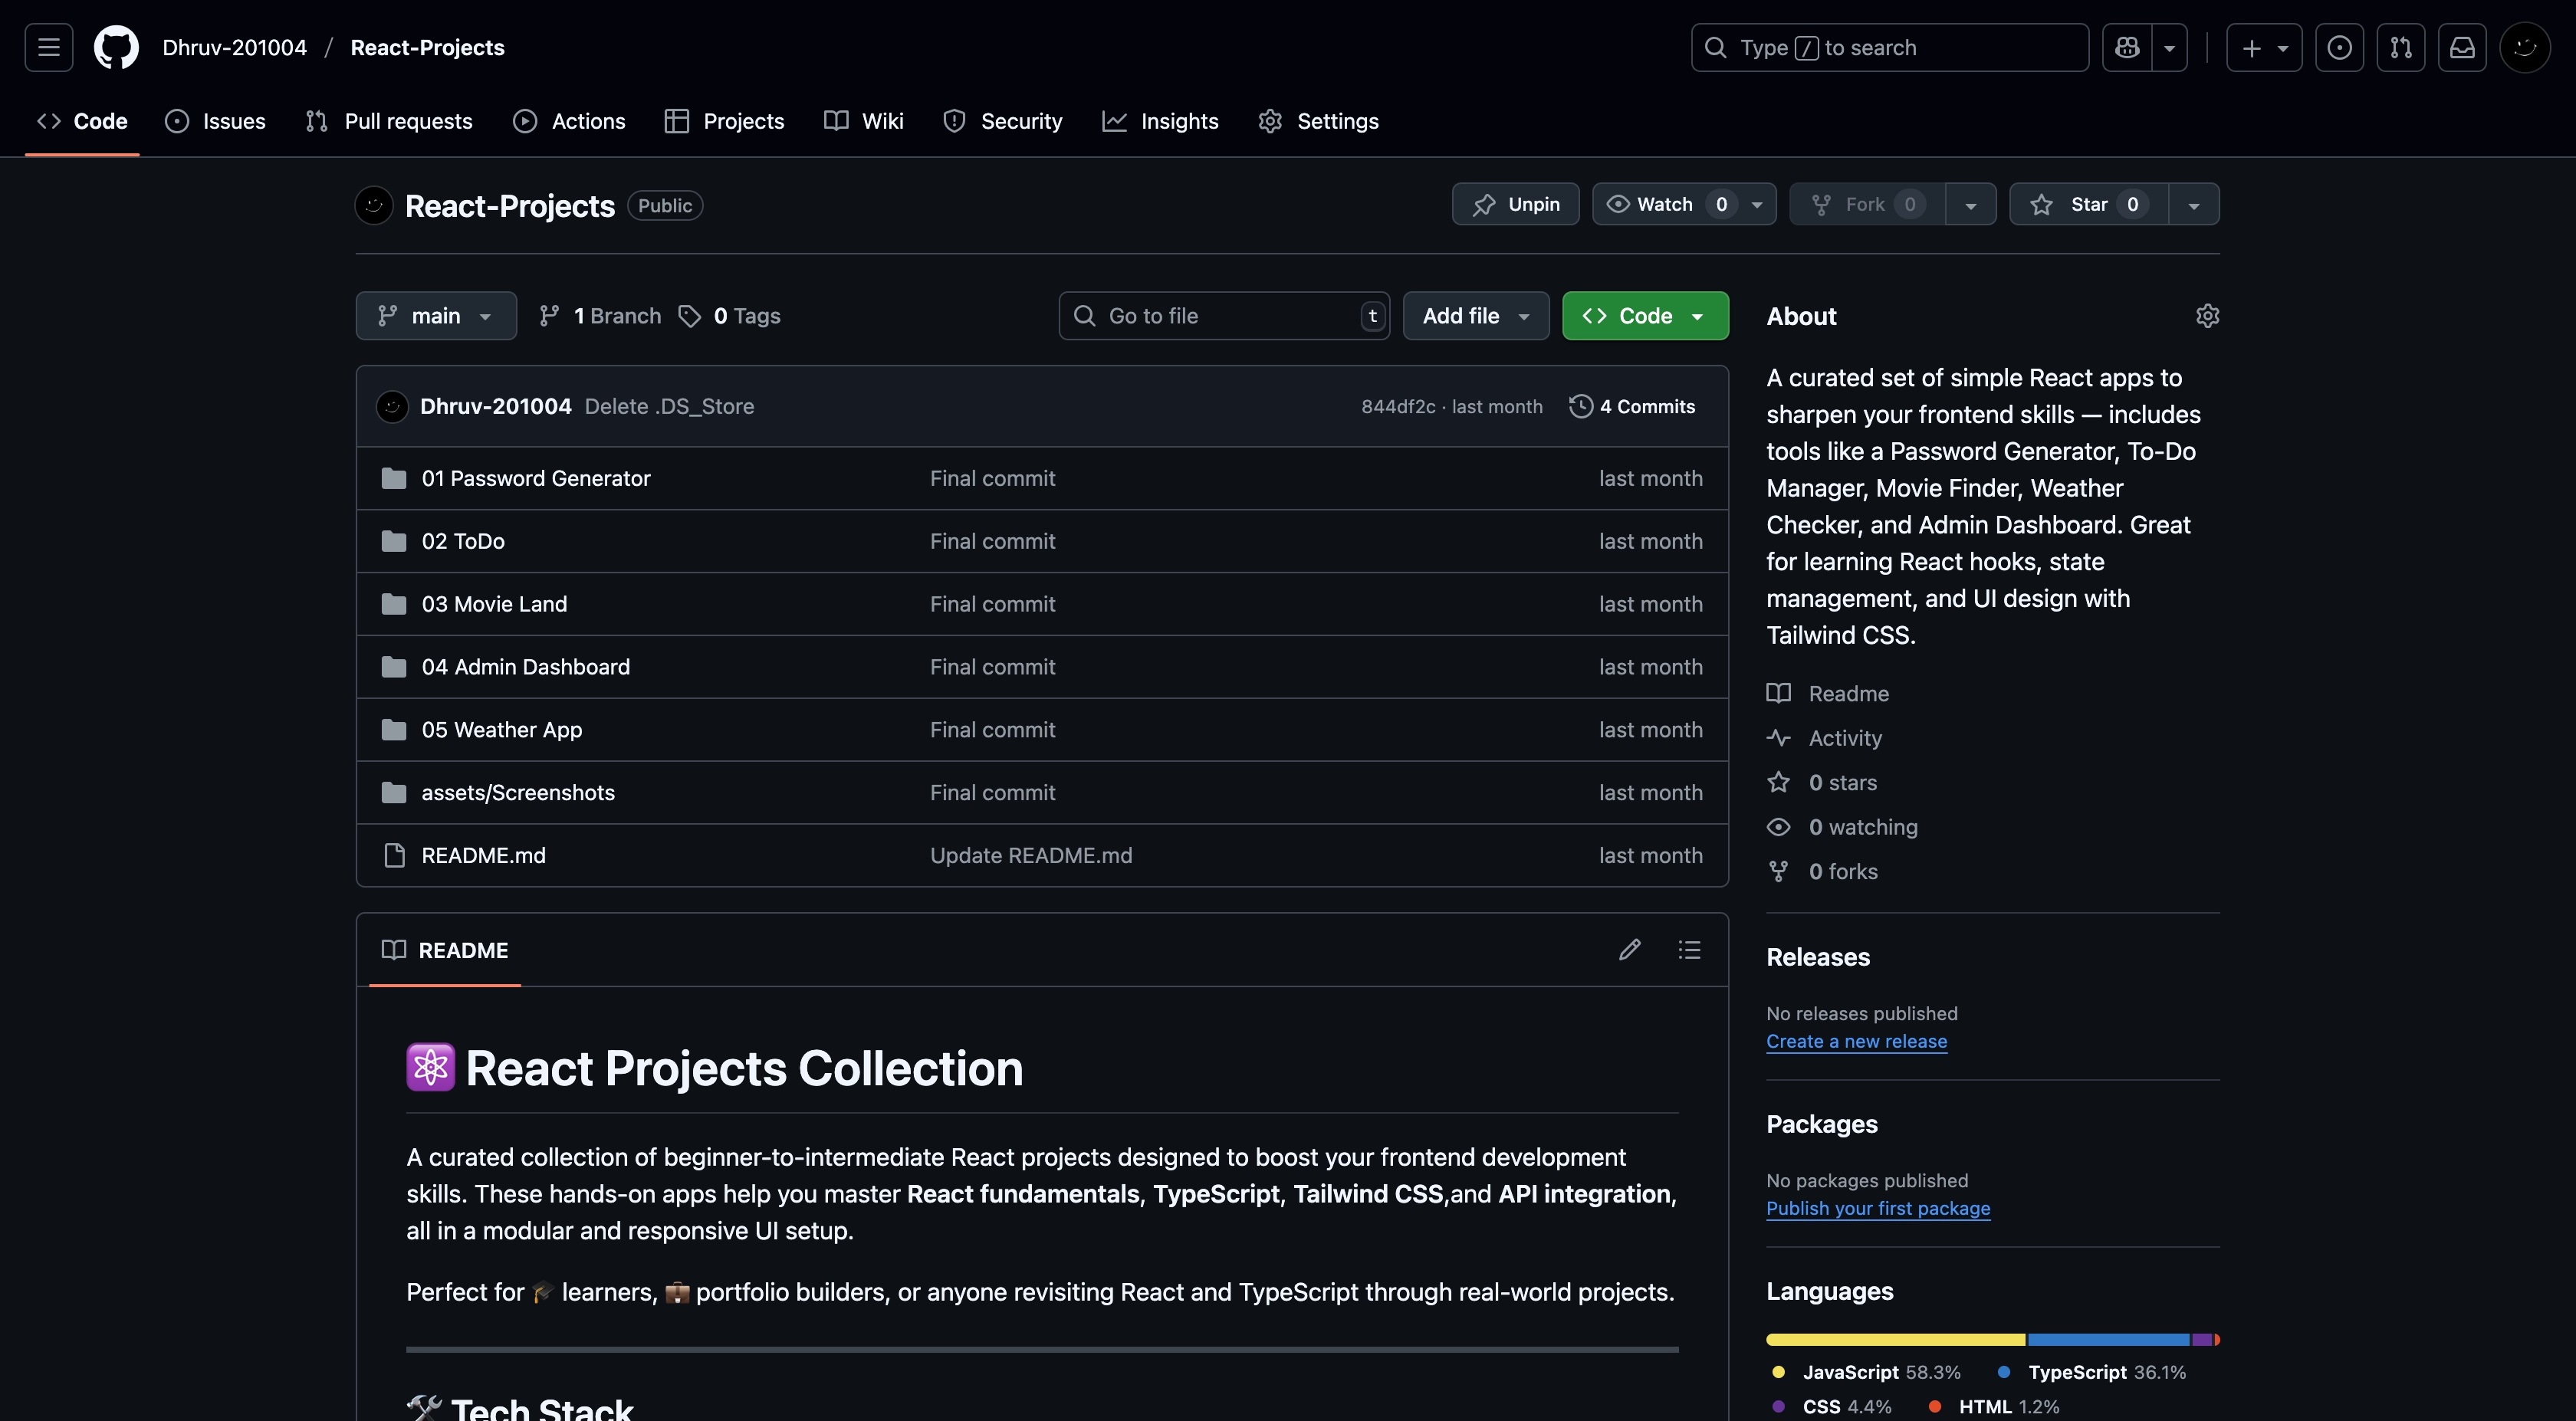 Dhruv-201004 / React-Projects
Type / to search
Code
Issues
Pull requests
Actions
Projects
Wiki
Security
Insights
Settings
React-Projects Public
Unpin
Watch 0
Fork 0
Star 0
main
1 Branch
0 Tags
Go to file t
Add file
Code
Dhruv-201004 Delete .DS_Store 844df2c · last month 4 Commits
01 Password Generator Final commit last month
02 ToDo Final commit last month
03 Movie Land Final commit last month
04 Admin Dashboard Final commit last month
05 Weather App Final commit last month
assets/Screenshots Final commit last month
README.md Update README.md last month
README
⚛️ React Projects Collection
A curated collection of beginner-to-intermediate React projects designed to boost your frontend development
skills. These hands-on apps help you master React fundamentals, TypeScript, Tailwind CSS,and API integration,
all in a modular and responsive UI setup.
Perfect for 🎓 learners, 💼 portfolio builders, or anyone revisiting React and TypeScript through real-world projects.
🛠️ Tech Stack
About
A curated set of simple React apps to
sharpen your frontend skills — includes
tools like a Password Generator, To-Do
Manager, Movie Finder, Weather
Checker, and Admin Dashboard. Great
for learning React hooks, state
management, and UI design with
Tailwind CSS.
Readme
Activity
0 stars
0 watching
0 forks
Releases
No releases published
Create a new release
Packages
No packages published
Publish your first package
Languages
JavaScript 58.3% TypeScript 36.1%
CSS 4.4% HTML 1.2%